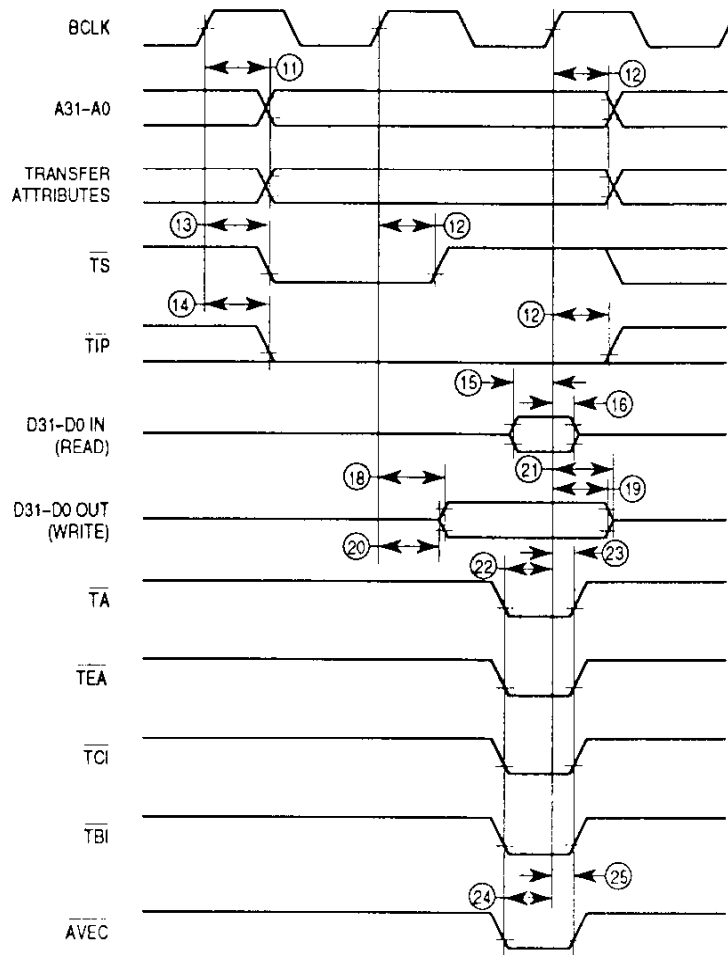 BCLK
11
12
A31–A0
TRANSFER
ATTRIBUTES
13
12
TS
14
12
TIP
15
16
D31–D0 IN
(READ)
21
18
19
D31–D0 OUT
(WRITE)
20
23
22
TA
TEA
TCI
TBI
25
24
AVEC